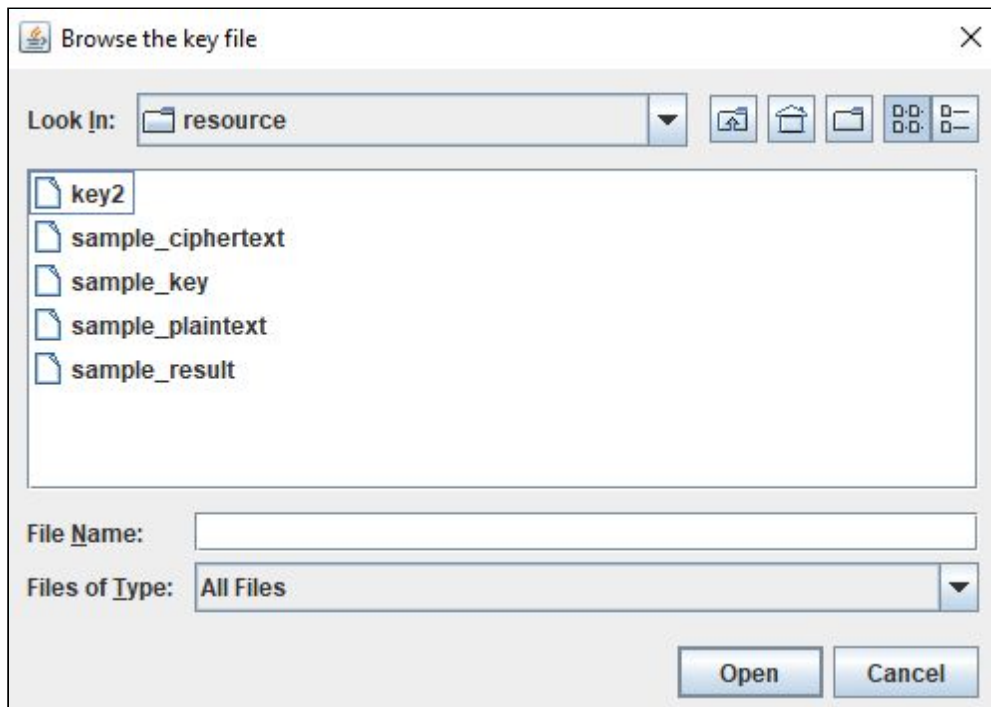 Browse the key file
Look In: resource
key2
sample_ciphertext
sample_key
sample_plaintext
sample_result
File Name:
Files of Type: All Files
Open Cancel